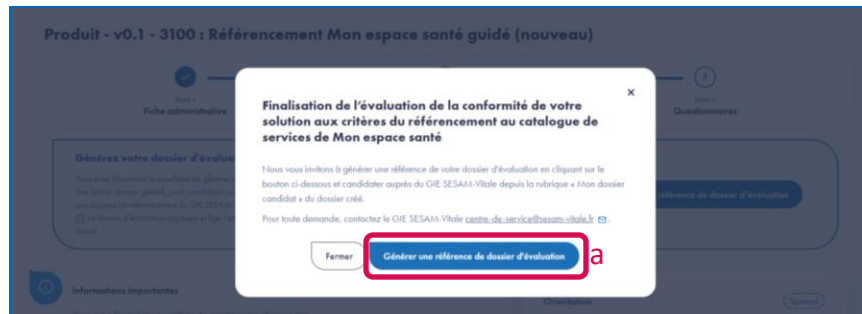 Produit - v0.1 - 3100 : Référencement Mon espace santé guidé (nouveau)
Fiche administrative
3
Questionnaires
×
Finalisation de l'évaluation de la conformité de votre
solution aux critères du référencement au catalogue de
services de Mon espace santé
Nous vous invitons à générer une référence de votre dossier d'évaluation en cliquant sur le
bouton ci-dessous et candidater auprès du GIE SESAM-Vitale depuis la rubrique « Mon dossier
candidat » du dossier créé.
Pour toute demande, contactez le GIE SESAM-Vitale centre-de-service@sesam-vitale.fr.
Fermer
Générer une référence de dossier d'évaluation
a
Générez votre dossier d'évalua
référence de dossier d'évaluation
Informations importantes
Orientation
Terminé